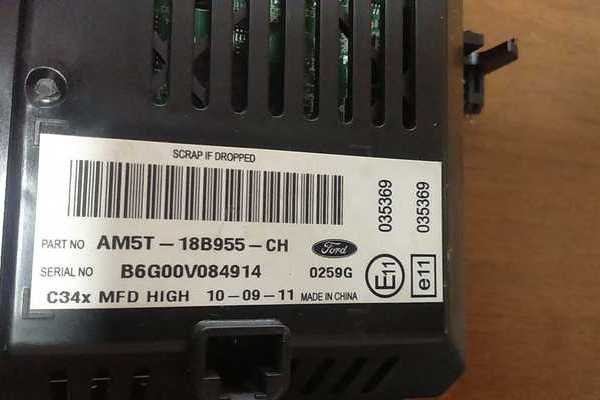 SCRAP IF DROPPED
PART NO AM5T-18B955-CH Ford
SERIAL NO B6G00V084914 0259G
C34x MFD HIGH 10-09-11 MADE IN CHINA
035369
E11
035369
e11